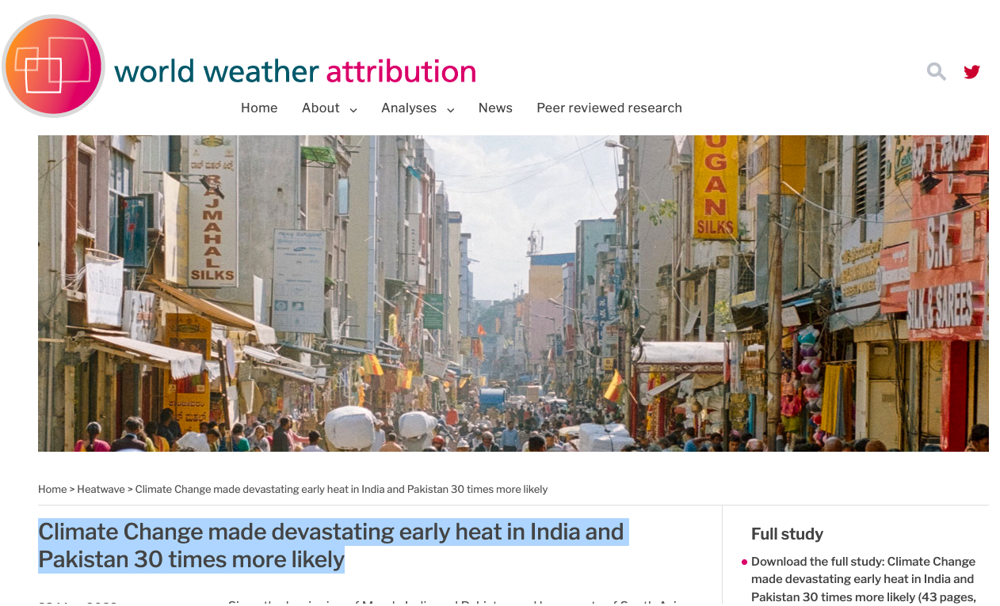 world weather attribution
Home
About
Analyses
News
Peer reviewed research
RAJMAHAL
SILKS
UGAN
SILKS
S.R.
SILK & SAREES
Home > Heatwave > Climate Change made devastating early heat in India and Pakistan 30 times more likely
Climate Change made devastating early heat in India and
Pakistan 30 times more likely
Full study
Download the full study: Climate Change
made devastating early heat in India and
Pakistan 30 times more likely (43 pages,